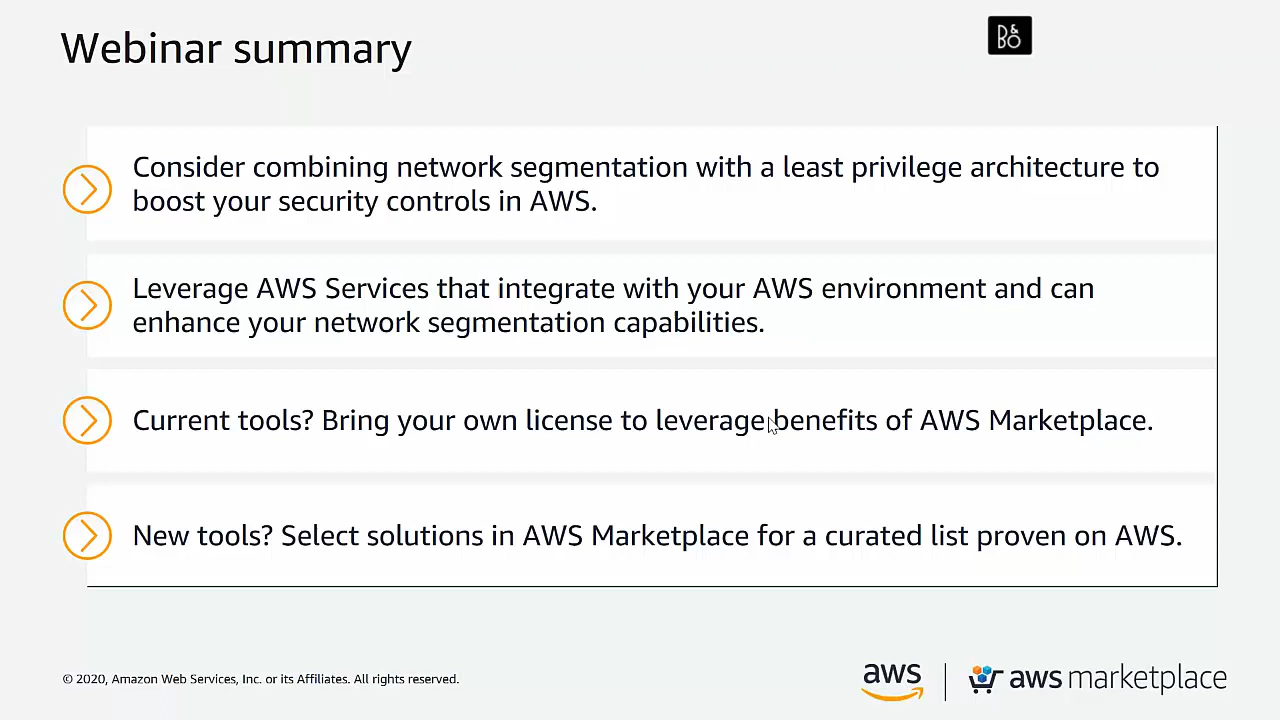 Webinar summary
B&O
Consider combining network segmentation with a least privilege architecture to
boost your security controls in AWS.
Leverage AWS Services that integrate with your AWS environment and can
enhance your network segmentation capabilities.
Current tools? Bring your own license to leverage benefits of AWS Marketplace.
New tools? Select solutions in AWS Marketplace for a curated list proven on AWS.
© 2020, Amazon Web Services, Inc. or its Affiliates. All rights reserved.
aws
aws marketplace